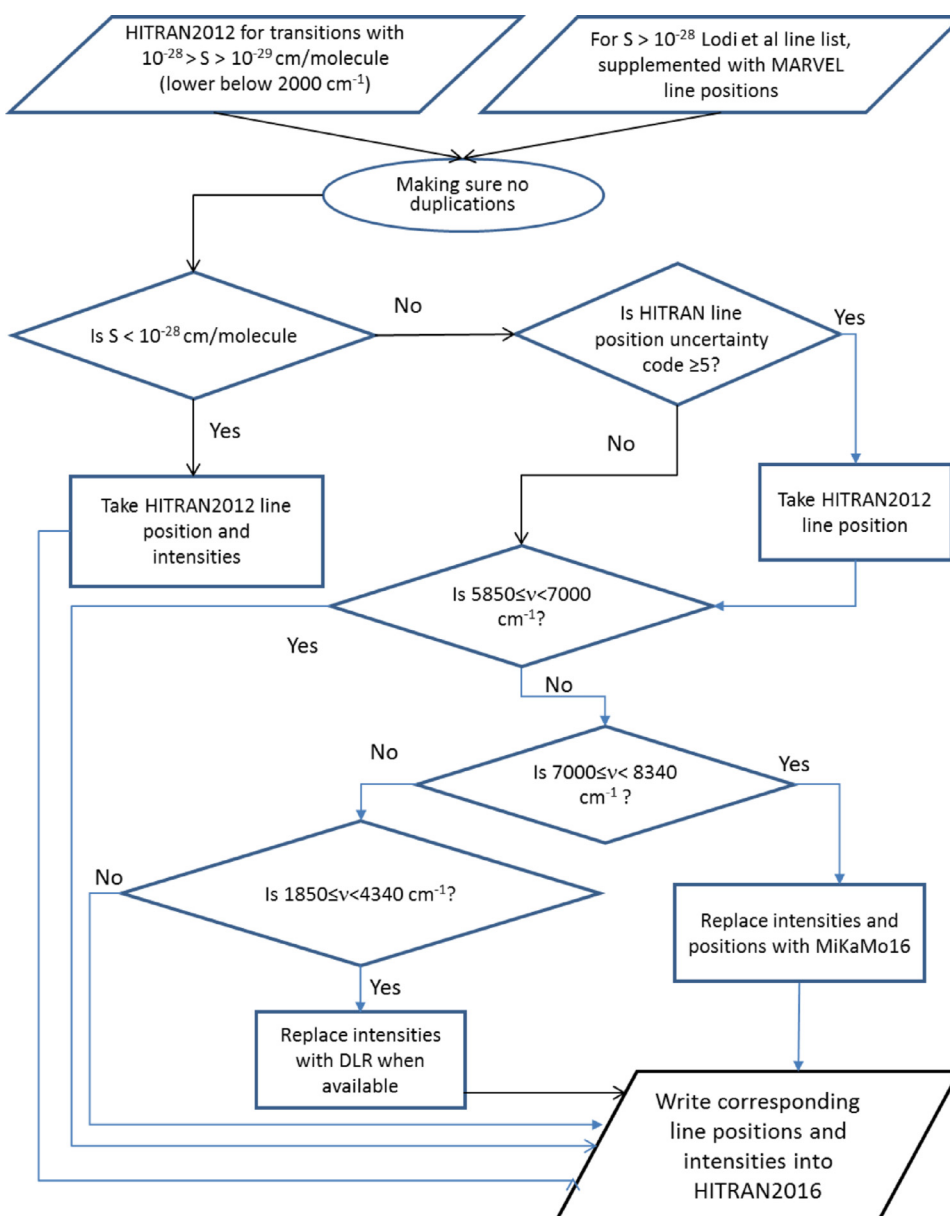 HITRAN2012 for transitions with
10⁻²⁸ > S > 10⁻²⁹ cm/molecule
(lower below 2000 cm⁻¹)
For S > 10⁻²⁸ Lodi et al line list,
supplemented with MARVEL
line positions
Making sure no
duplications
Is S < 10⁻²⁸ cm/molecule
No
Is HITRAN line
position uncertainty
code ≥5?
Yes
Yes
No
Take HITRAN2012 line
position and
intensities
Take HITRAN2012
line position
Is 5850≤ν<7000
cm⁻¹?
Yes
No
No
Is 7000≤ν< 8340
cm⁻¹ ?
Yes
No
Is 1850≤ν<4340 cm⁻¹?
Replace intensities and
positions with MiKaMo16
Yes
Replace intensities
with DLR when
available
Write corresponding
line positions and
intensities into
HITRAN2016